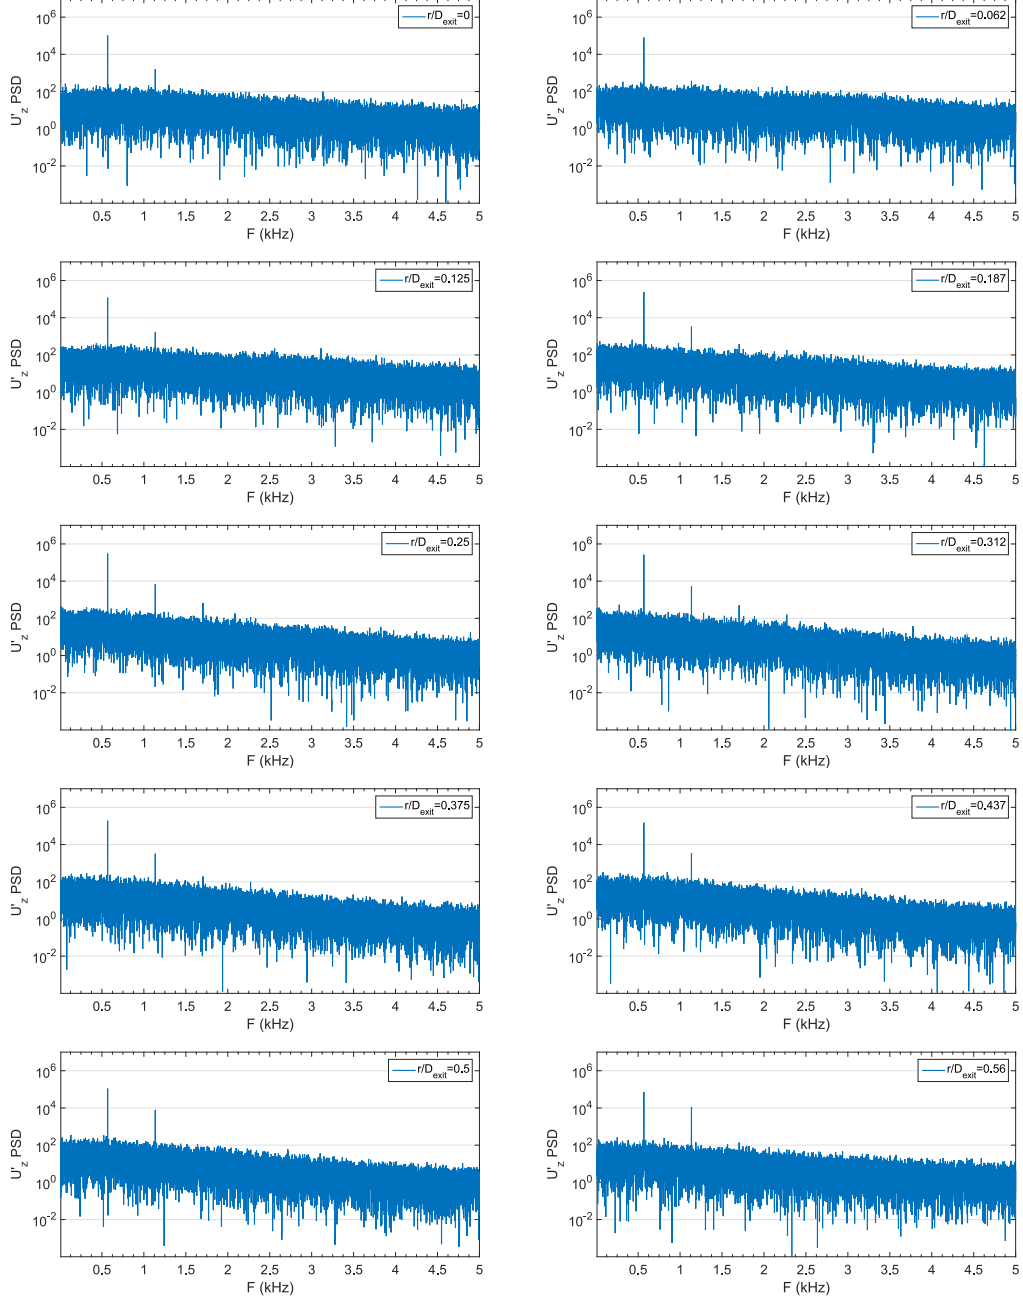 r/D_exit=0
10^6
10^4
10^2
10^0
10^-2
U'_z PSD
0.5 1 1.5 2 2.5 3 3.5 4 4.5 5
F (kHz)
r/D_exit=0.062
10^6
10^4
10^2
10^0
10^-2
U'_z PSD
0.5 1 1.5 2 2.5 3 3.5 4 4.5 5
F (kHz)
r/D_exit=0.125
10^6
10^4
10^2
10^0
10^-2
U'_z PSD
0.5 1 1.5 2 2.5 3 3.5 4 4.5 5
F (kHz)
r/D_exit=0.187
10^6
10^4
10^2
10^0
10^-2
U'_z PSD
0.5 1 1.5 2 2.5 3 3.5 4 4.5 5
F (kHz)
r/D_exit=0.25
10^6
10^4
10^2
10^0
10^-2
U'_z PSD
0.5 1 1.5 2 2.5 3 3.5 4 4.5 5
F (kHz)
r/D_exit=0.312
10^6
10^4
10^2
10^0
10^-2
U'_z PSD
0.5 1 1.5 2 2.5 3 3.5 4 4.5 5
F (kHz)
r/D_exit=0.375
10^6
10^4
10^2
10^0
10^-2
U'_z PSD
0.5 1 1.5 2 2.5 3 3.5 4 4.5 5
F (kHz)
r/D_exit=0.437
10^6
10^4
10^2
10^0
10^-2
U'_z PSD
0.5 1 1.5 2 2.5 3 3.5 4 4.5 5
F (kHz)
r/D_exit=0.5
10^6
10^4
10^2
10^0
10^-2
U'_z PSD
0.5 1 1.5 2 2.5 3 3.5 4 4.5 5
F (kHz)
r/D_exit=0.56
10^6
10^4
10^2
10^0
10^-2
U'_z PSD
0.5 1 1.5 2 2.5 3 3.5 4 4.5 5
F (kHz)